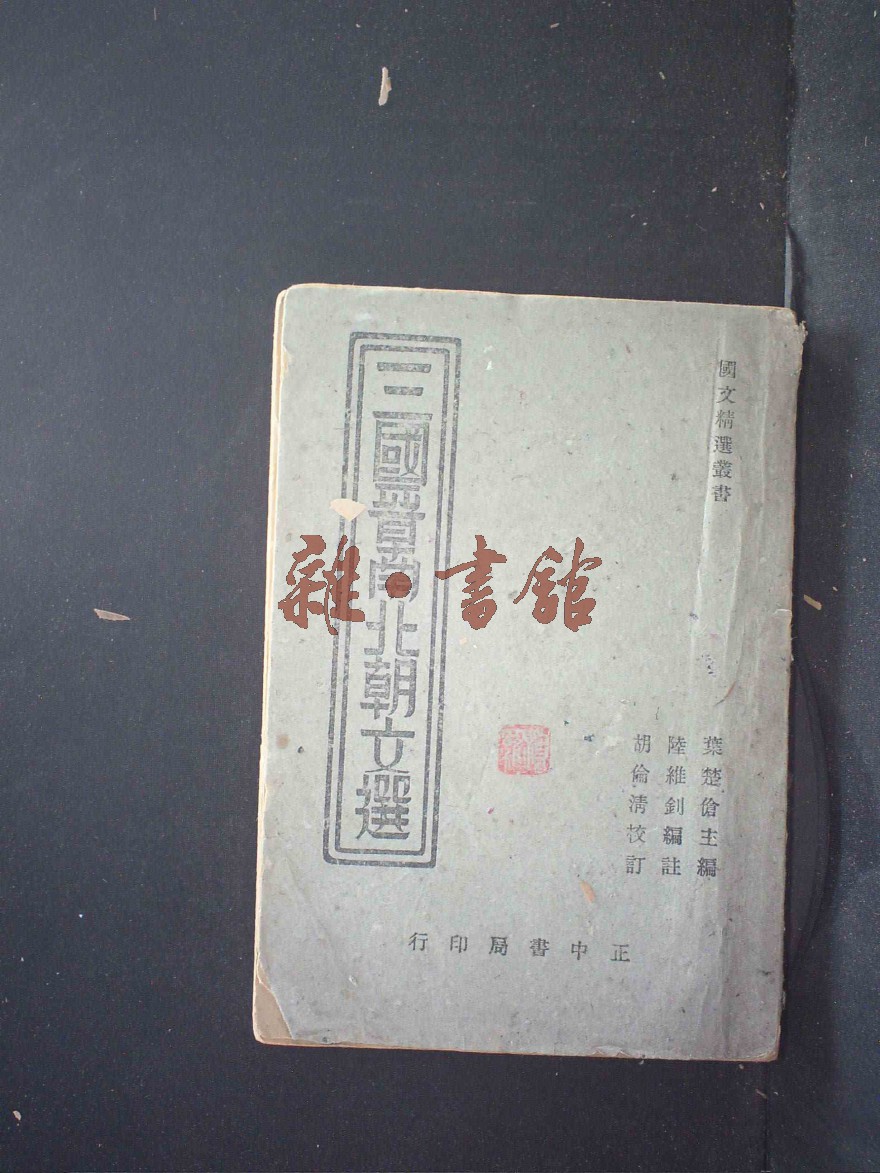 國文精選叢書
葉楚傖主編
陸維釗編註
胡倫清校訂
三國晋南北朝文選
正中書局印行
雜·書館